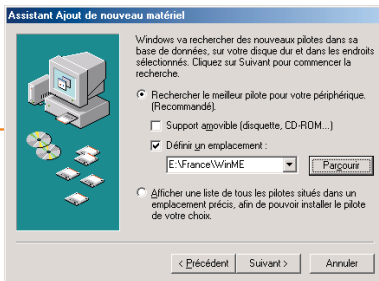 Assistant Ajout de nouveau matériel
Windows va rechercher des nouveaux pilotes dans sa
base de données, sur votre disque dur et dans les endroits
sélectionnés. Cliquez sur Suivant pour commencer la
recherche.
Rechercher le meilleur pilote pour votre périphérique.
(Recommandé).
Support amovible (disquette, CD-ROM...)
Définir un emplacement :
E:\France\WinME
Parcourir
Afficher une liste de tous les pilotes situés dans un
emplacement précis, afin de pouvoir installer le pilote
de votre choix.
< Précédent Suivant > Annuler